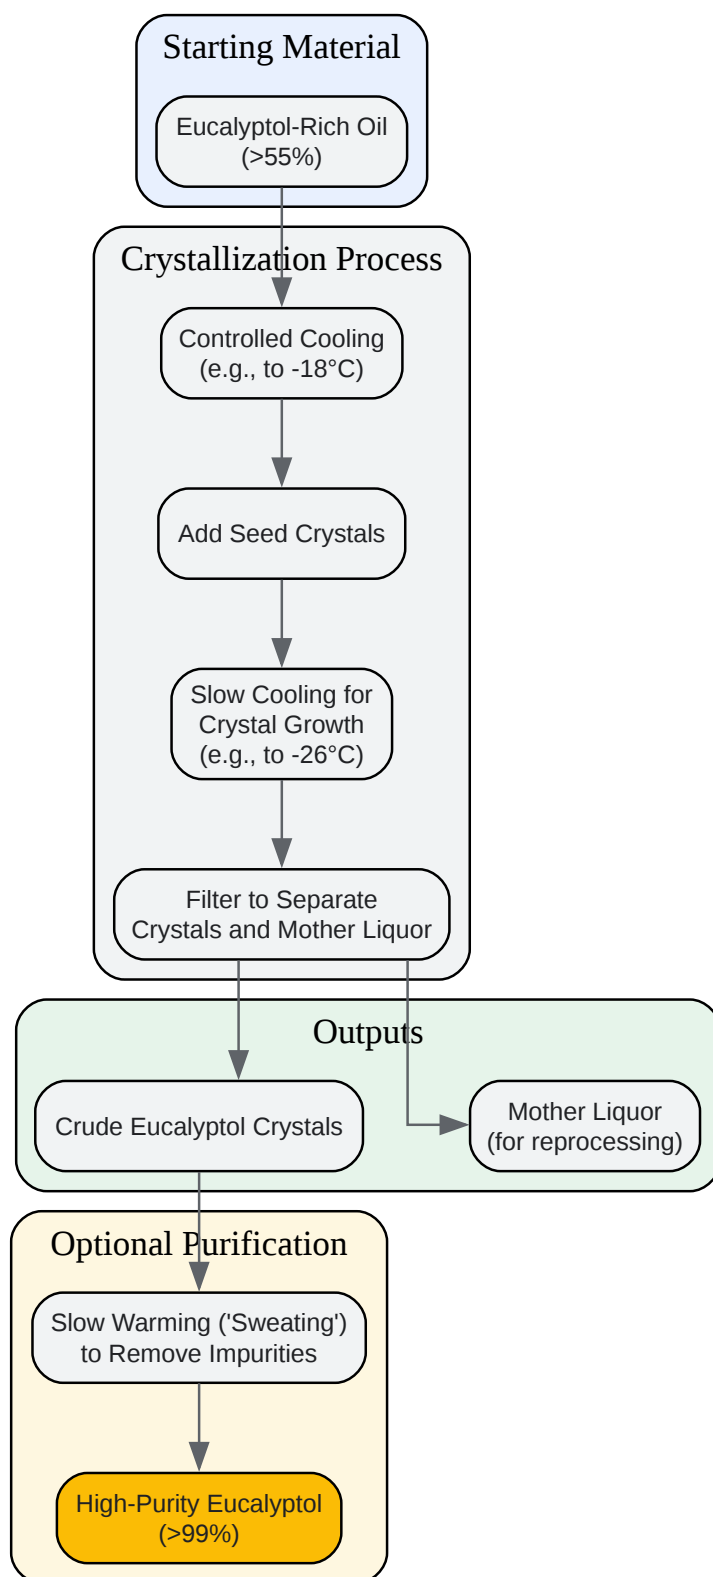 Starting Material
Eucalyptol-Rich Oil
(>55%)
Crystallization Process
Controlled Cooling
(e.g., to -18°C)
Add Seed Crystals
Slow Cooling for
Crystal Growth
(e.g., to -26°C)
Filter to Separate
Crystals and Mother Liquor
Outputs
Crude Eucalyptol Crystals
Mother Liquor
(for reprocessing)
Optional Purification
Slow Warming ('Sweating')
to Remove Impurities
High-Purity Eucalyptol
(>99%)